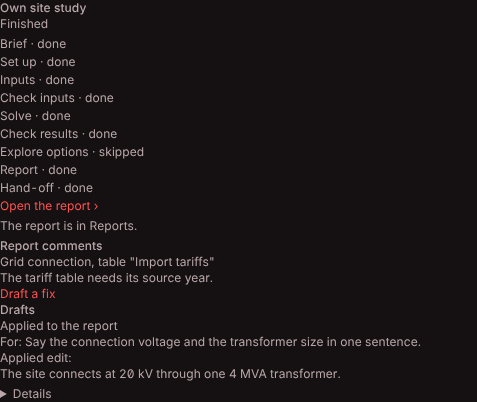 Own site study
Finished
Brief · done
Set up · done
Inputs · done
Check inputs · done
Solve · done
Check results · done
Explore options · skipped
Report · done
Hand-off · done
Open the report ›
The report is in Reports.
Report comments
Grid connection, table "Import tariffs"
The tariff table needs its source year.
Draft a fix
Drafts
Applied to the report
For: Say the connection voltage and the transformer size in one sentence.
Applied edit:
The site connects at 20 kV through one 4 MVA transformer.
Details